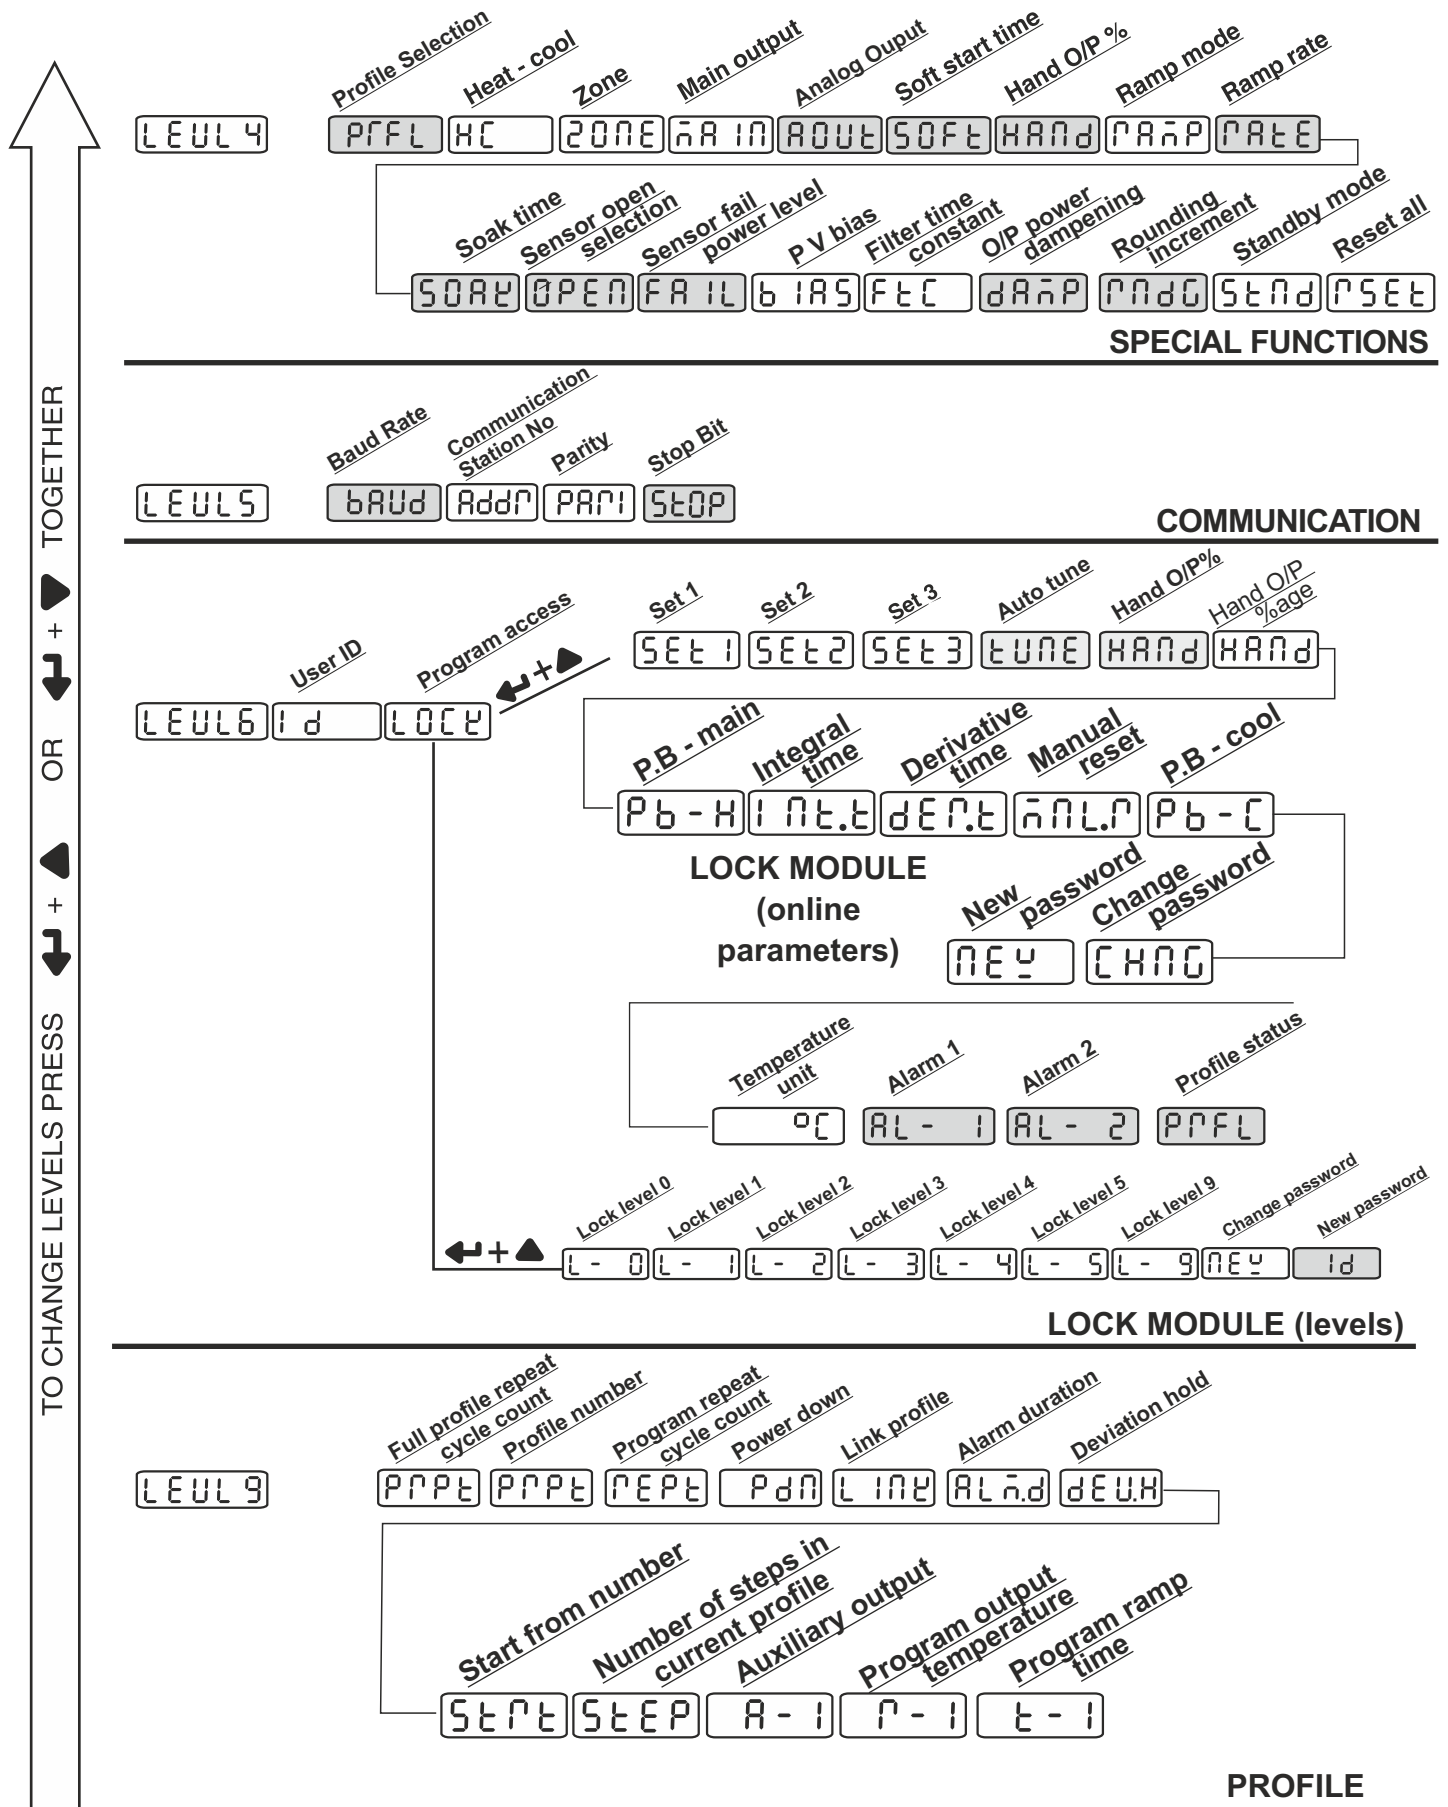 Profile Selection
Heat - cool
Zone
Main output
Analog Ouput
Soft start time
Hand O/P %
Ramp mode
Ramp rate
LEVL 4
PrFL
HC
ZONE
mAIN
AOUt
SOFt
HANd
rAmP
rAtE
Soak time
Sensor open
selection
Sensor fail
power level
P V bias
Filter time
constant
O/P power
dampening
Rounding
increment
Standby mode
Reset all
SOAK
OPEN
FAIL
bIAS
FtC
dAmP
rNdG
StNd
rSEt
SPECIAL FUNCTIONS
Baud Rate
Communication
Station No
Parity
Stop Bit
LEVL5
bAUd
Addr
PArI
StOP
COMMUNICATION
Set 1
Set 2
Set 3
Auto tune
Hand O/P%
Hand O/P
%age
SEt 1
SEt2
SEt3
tUNE
HANd
HANd
User ID
Program access
+
LEVL6
Id
LOCK
P.B - main
Integral
time
Derivative
time
Manual
reset
P.B - cool
Pb-H
INt.t
dEr.t
mNL.r
Pb-C
LOCK MODULE
(online
parameters)
New
password
Change
password
NEW
CHNG
Temperature
unit
Alarm 1
Alarm 2
Profile status
°C
AL- 1
AL- 2
PrFL
Lock level 0
Lock level 1
Lock level 2
Lock level 3
Lock level 4
Lock level 5
Lock level 9
Change password
New password
+
L- 0
L- 1
L- 2
L- 3
L- 4
L- 5
L- 9
NEW
Id
LOCK MODULE (levels)
Full profile repeat
cycle count
Profile number
Program repeat
cycle count
Power down
Link profile
Alarm duration
Deviation hold
LEVL 9
PrPt
PrPt
rEPt
PdN
LINK
ALm.d
dEV.H
Start from number
Number of steps in
current profile
Auxiliary output
Program output
temperature
Program ramp
time
Strt
StEP
A-1
r-1
t-1
PROFILE
TO CHANGE LEVELS PRESS + OR + TOGETHER